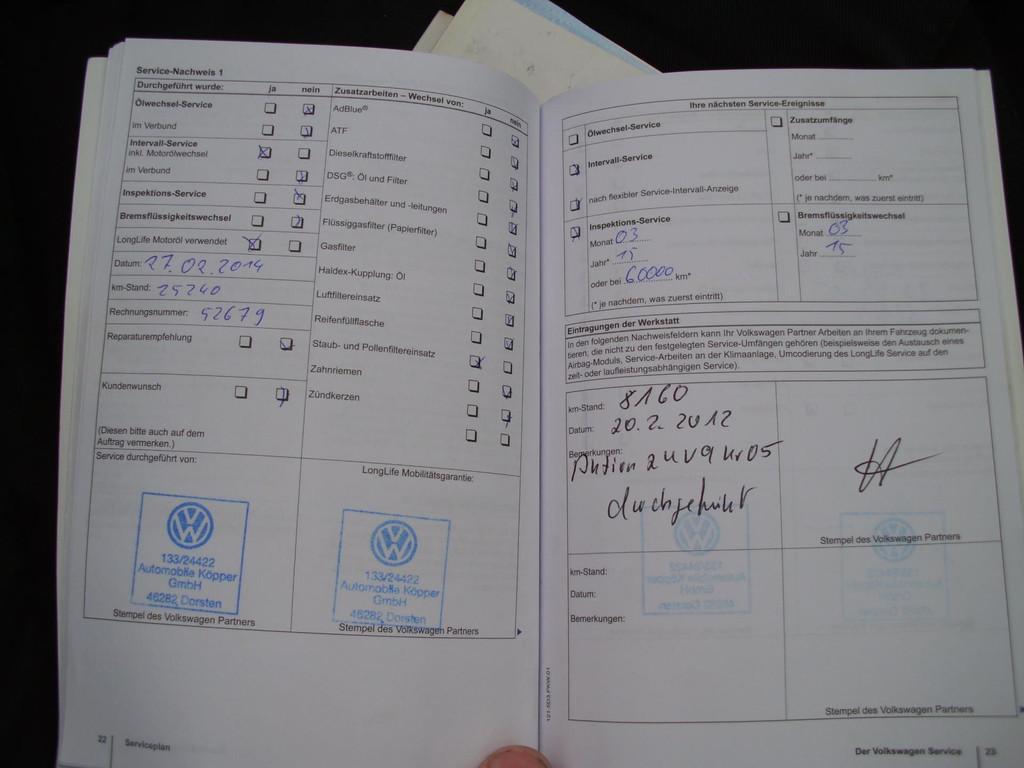 Service-Nachweis 1
Durchgeführt wurde: ja nein
Ölwechsel-Service
im Verbund
Intervall-Service
inkl. Motorölwechsel
im Verbund
Inspektions-Service
Bremsflüssigkeitswechsel
LongLife Motoröl verwendet
Datum: 27.02.2014
km-Stand: 25240
Rechnungsnummer: 52679
Reparaturempfehlung
Kundenwunsch
(Diesen bitte auch auf dem
Auftrag vermerken.)
Zusatzarbeiten – Wechsel von: ja nein
AdBlue®
ATF
Dieselkraftstofffilter
DSG®: Öl und Filter
Erdgasbehälter und -leitungen
Flüssiggasfilter (Papierfilter)
Gasfilter
Haldex-Kupplung: Öl
Luftfiltereinsatz
Reifenfüllflasche
Staub- und Pollenfiltereinsatz
Zahnriemen
Zündkerzen
Service durchgeführt von:
133/24422
Automobile Köpper
GmbH
46282 Dorsten
Stempel des Volkswagen Partners
LongLife Mobilitätsgarantie:
133/24422
Automobile Köpper
GmbH
46282 Dorsten
Stempel des Volkswagen Partners
22 Serviceplan
Ihre nächsten Service-Ereignisse
Ölwechsel-Service
Intervall-Service
nach flexibler Service-Intervall-Anzeige
Inspektions-Service
Monat 03
Jahr* 15
oder bei 60000 km*
(* je nachdem, was zuerst eintritt)
Zusatzumfänge
Monat
Jahr*
oder bei km*
(* je nachdem, was zuerst eintritt)
Bremsflüssigkeitswechsel
Monat 03
Jahr 15
Eintragungen der Werkstatt
In den folgenden Nachweisfeldern kann Ihr Volkswagen Partner Arbeiten an Ihrem Fahrzeug dokumen-
tieren, die nicht zu den festgelegten Service-Umfängen gehören (beispielsweise den Austausch eines
Airbag-Moduls, Service-Arbeiten an der Klimaanlage, Umcodierung des LongLife Service auf den
zeit- oder laufleistungsabhängigen Service).
km-Stand: 8160
Datum: 20.2.2012
Bemerkungen:
Aktion 24V9 Kr05
durchgeführt
Stempel des Volkswagen Partners
km-Stand:
Datum:
Bemerkungen:
Stempel des Volkswagen Partners
Der Volkswagen Service 23